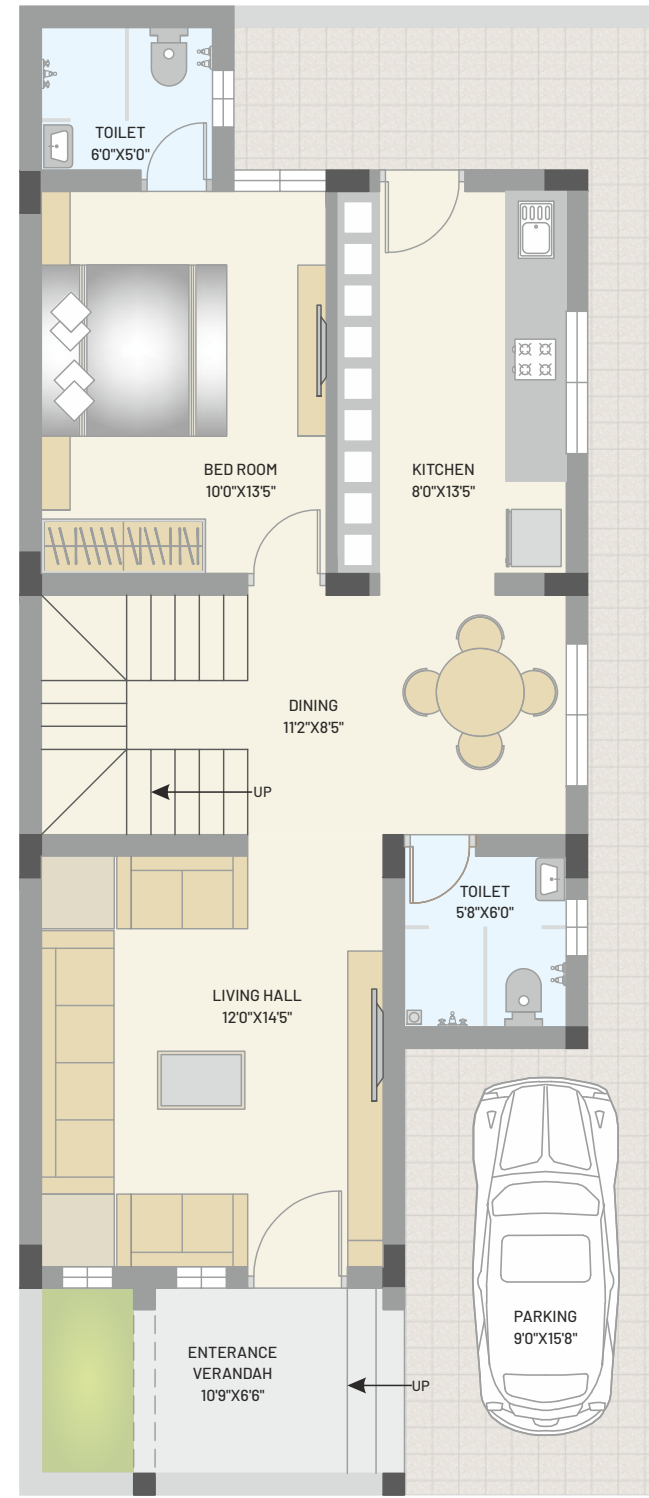 TOILET
6'0"X5'0"
BED ROOM
10'0"X13'5"
KITCHEN
8'0"X13'5"
DINING
11'2"X8'5"
UP
TOILET
5'8"X6'0"
LIVING HALL
12'0"X14'5"
PARKING
9'0"X15'8"
ENTERANCE
VERANDAH
10'9"X6'6"
UP